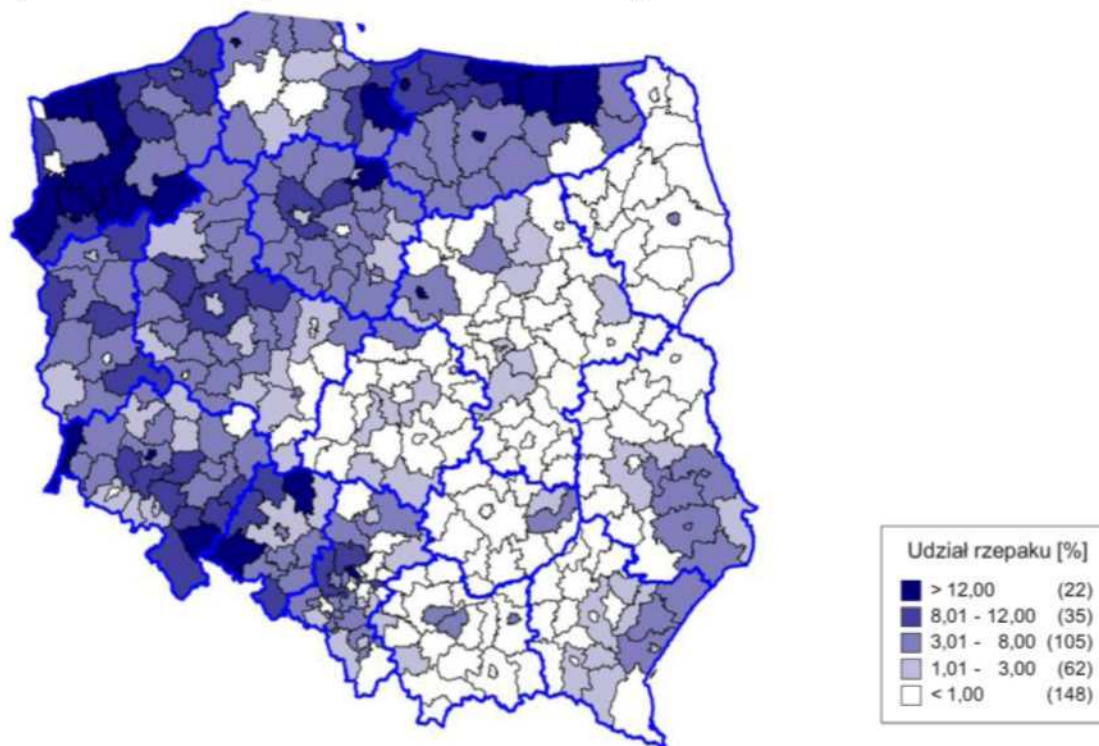 Udział rzepaku [%]
> 12,00 (22)
8,01 - 12,00 (35)
3,01 - 8,00 (105)
1,01 - 3,00 (62)
< 1,00 (148)